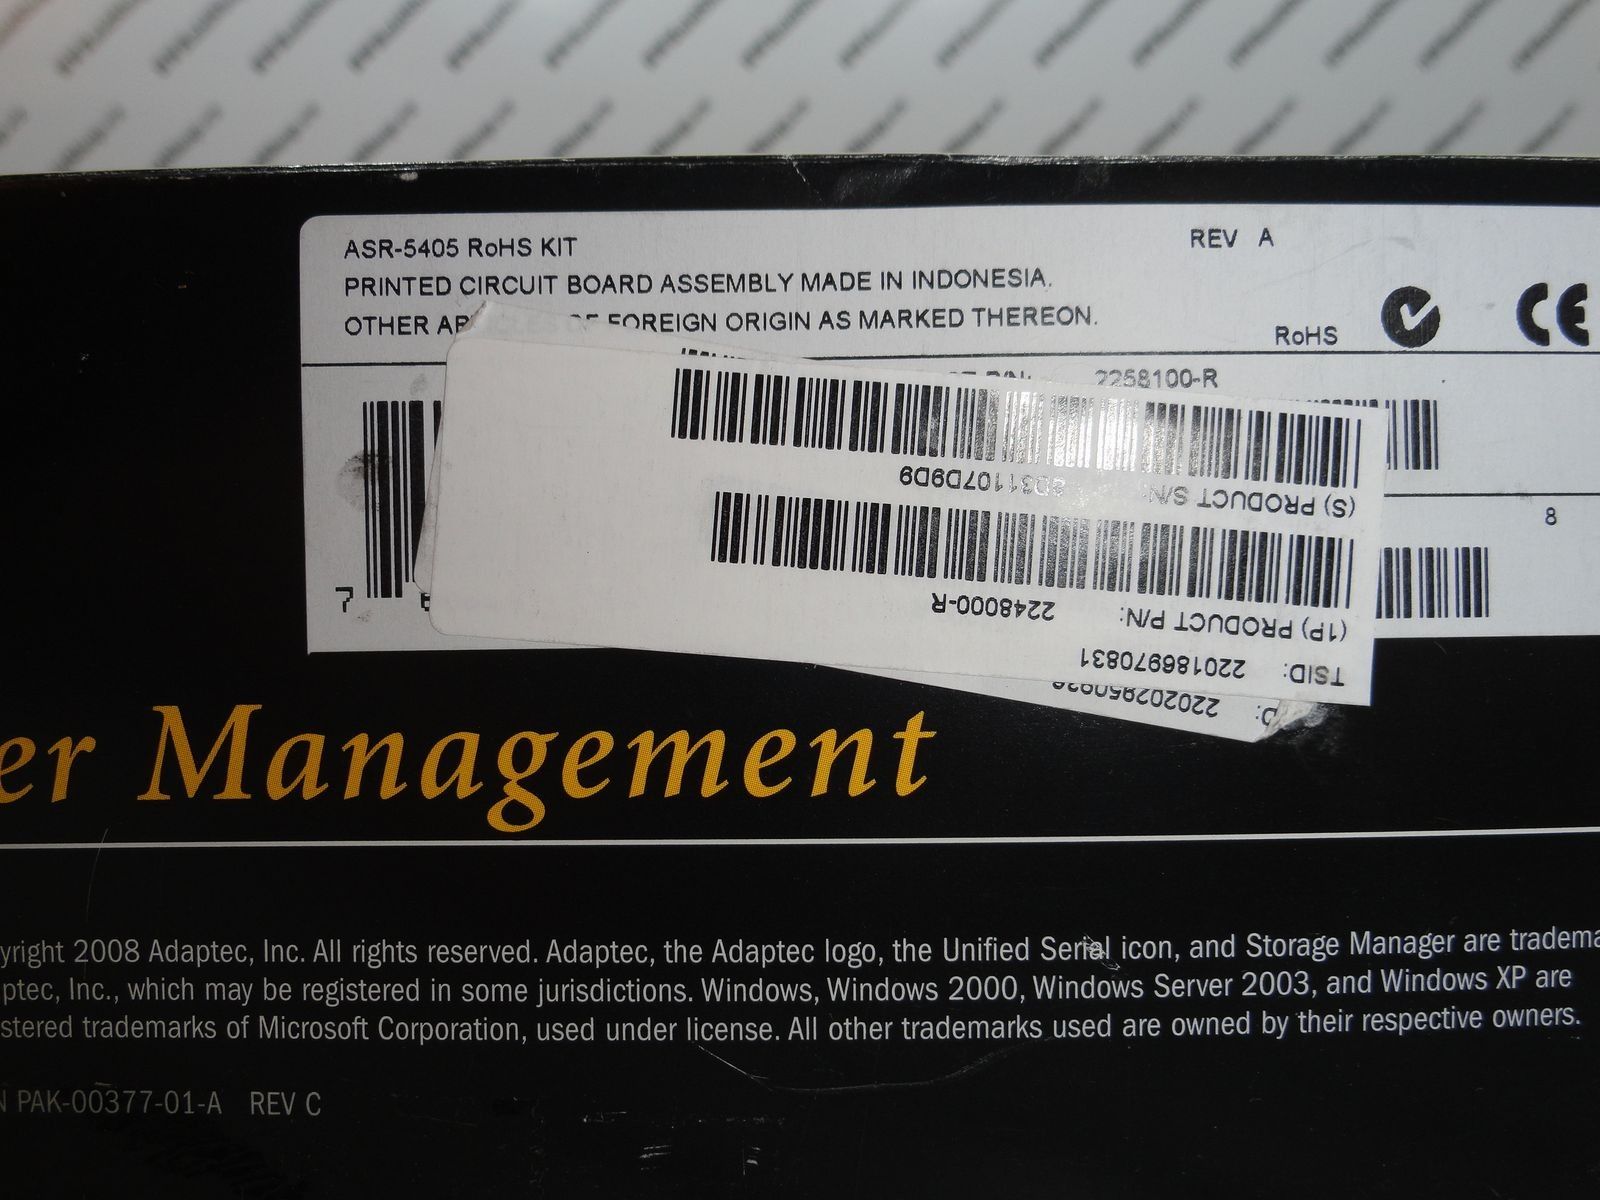 ASR-5405 RoHS KIT
REV A
PRINTED CIRCUIT BOARD ASSEMBLY MADE IN INDONESIA.
OTHER ARTICLES OF FOREIGN ORIGIN AS MARKED THEREON.
RoHS
CE
P/N: 2258100-R
(S) PRODUCT S/N:
8
(1P) PRODUCT P/N: 2248000-R
TSID: 220186970831
7
er Management
yright 2008 Adaptec, Inc. All rights reserved. Adaptec, the Adaptec logo, the Unified Serial icon, and Storage Manager are tradema
ptec, Inc., which may be registered in some jurisdictions. Windows, Windows 2000, Windows Server 2003, and Windows XP are
stered trademarks of Microsoft Corporation, used under license. All other trademarks used are owned by their respective owners.
N PAK-00377-01-A REV C